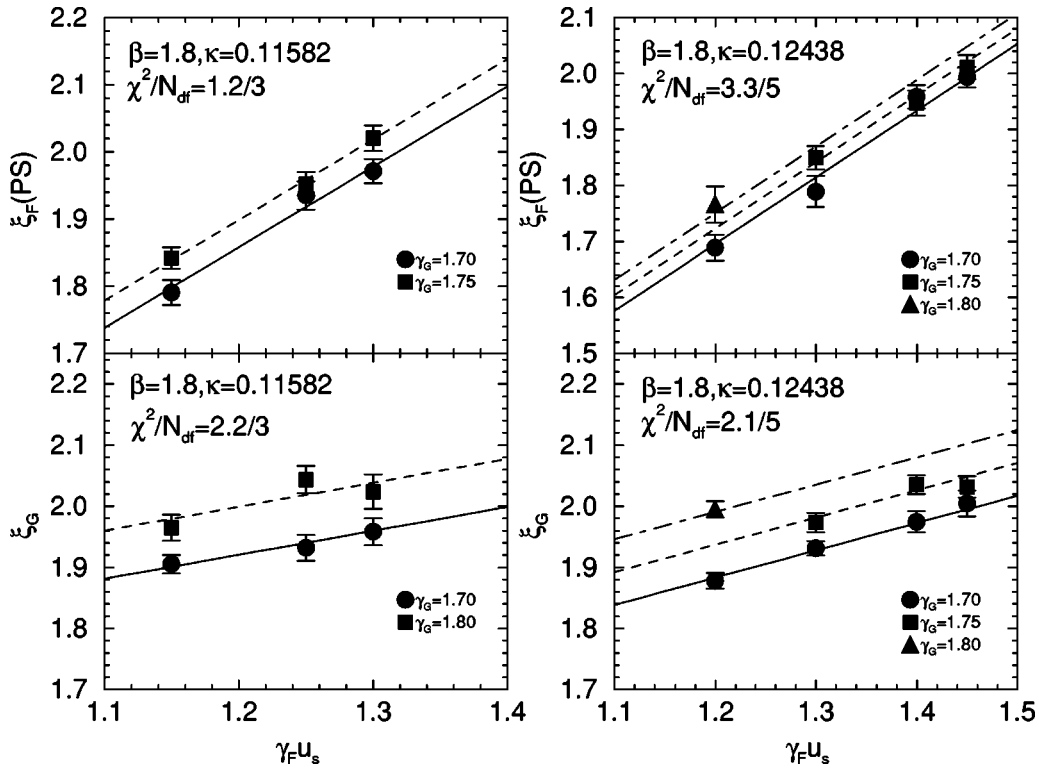 β=1.8,κ=0.11582
χ²/N_df=1.2/3
2.2
2.1
2.0
1.9
1.8
1.7
ξ_F(PS)
γ_G=1.70
γ_G=1.75
β=1.8,κ=0.12438
χ²/N_df=3.3/5
2.1
2.0
1.9
1.8
1.7
1.6
1.5
ξ_F(PS)
γ_G=1.70
γ_G=1.75
γ_G=1.80
β=1.8,κ=0.11582
χ²/N_df=2.2/3
2.2
2.1
2.0
1.9
1.8
1.7
ξ_G
γ_G=1.70
γ_G=1.80
1.1 1.2 1.3 1.4
γ_F u_s
β=1.8,κ=0.12438
χ²/N_df=2.1/5
2.2
2.1
2.0
1.9
1.8
1.7
ξ_G
γ_G=1.70
γ_G=1.75
γ_G=1.80
1.1 1.2 1.3 1.4 1.5
γ_F u_s